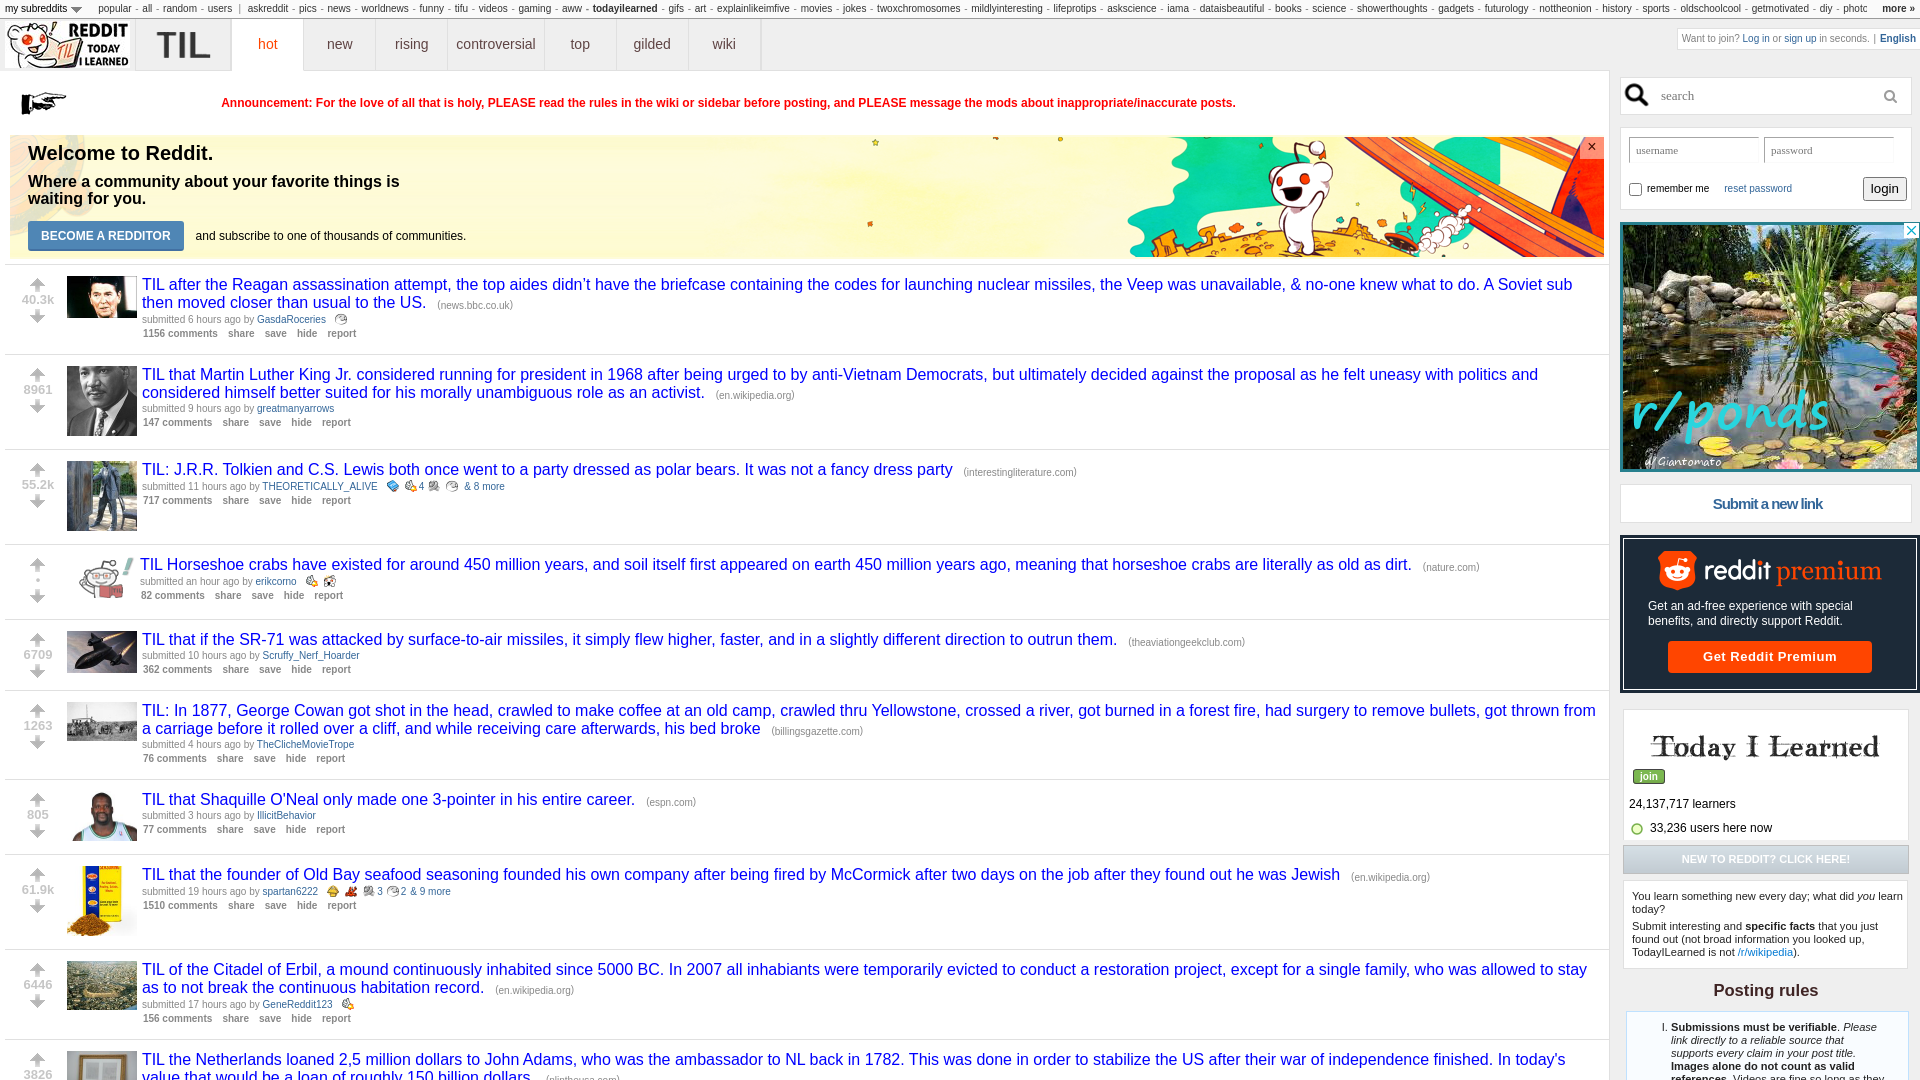 my subreddits popular - all - random - users | askreddit - pics - news - worldnews - funny - tifu - videos - gaming - aww - todayilearned - gifs - art - explainlikeimfive - movies - jokes - twoxchromosomes - mildlyinteresting - lifeprotips - askscience - iama - dataisbeautiful - books - science - showerthoughts - gadgets - futurology - nottheonion - history - sports - oldschoolcool - getmotivated - diy - photc more »
REDDIT
TODAY
I LEARNED
TIL
TIL hot new rising controversial top gilded wiki
Want to join? Log in or sign up in seconds. | English
Announcement: For the love of all that is holy, PLEASE read the rules in the wiki or sidebar before posting, and PLEASE message the mods about inappropriate/inaccurate posts.
Welcome to Reddit.
Where a community about your favorite things is
waiting for you.
BECOME A REDDITOR and subscribe to one of thousands of communities.
×
40.3k
TIL after the Reagan assassination attempt, the top aides didn’t have the briefcase containing the codes for launching nuclear missiles, the Veep was unavailable, & no-one knew what to do. A Soviet sub
then moved closer than usual to the US. (news.bbc.co.uk)
submitted 6 hours ago by GasdaRoceries
1156 comments share save hide report
8961
TIL that Martin Luther King Jr. considered running for president in 1968 after being urged to by anti-Vietnam Democrats, but ultimately decided against the proposal as he felt uneasy with politics and
considered himself better suited for his morally unambiguous role as an activist. (en.wikipedia.org)
submitted 9 hours ago by greatmanyarrows
147 comments share save hide report
55.2k
TIL: J.R.R. Tolkien and C.S. Lewis both once went to a party dressed as polar bears. It was not a fancy dress party (interestingliterature.com)
submitted 11 hours ago by THEORETICALLY_ALIVE 4 & 8 more
717 comments share save hide report
•
TIL Horseshoe crabs have existed for around 450 million years, and soil itself first appeared on earth 450 million years ago, meaning that horseshoe crabs are literally as old as dirt. (nature.com)
submitted an hour ago by erikcorno
82 comments share save hide report
6709
TIL that if the SR-71 was attacked by surface-to-air missiles, it simply flew higher, faster, and in a slightly different direction to outrun them. (theaviationgeekclub.com)
submitted 10 hours ago by Scruffy_Nerf_Hoarder
362 comments share save hide report
1263
TIL: In 1877, George Cowan got shot in the head, crawled to make coffee at an old camp, crawled thru Yellowstone, crossed a river, got burned in a forest fire, had surgery to remove bullets, got thrown from
a carriage before it rolled over a cliff, and while receiving care afterwards, his bed broke (billingsgazette.com)
submitted 4 hours ago by TheClicheMovieTrope
76 comments share save hide report
805
TIL that Shaquille O'Neal only made one 3-pointer in his entire career. (espn.com)
submitted 3 hours ago by IllicitBehavior
77 comments share save hide report
61.9k
TIL that the founder of Old Bay seafood seasoning founded his own company after being fired by McCormick after two days on the job after they found out he was Jewish (en.wikipedia.org)
submitted 19 hours ago by spartan6222 3 2 & 9 more
1510 comments share save hide report
6446
TIL of the Citadel of Erbil, a mound continuously inhabited since 5000 BC. In 2007 all inhabiants were temporarily evicted to conduct a restoration project, except for a single family, who was allowed to stay
as to not break the continuous habitation record. (en.wikipedia.org)
submitted 17 hours ago by GeneReddit123
156 comments share save hide report
3826
TIL the Netherlands loaned 2,5 million dollars to John Adams, who was the ambassador to NL back in 1782. This was done in order to stabilize the US after their war of independence finished. In today's
value that would be a loan of roughly 150 billion dollars.
search
username password
remember me reset password login
r/ponds
u/Giantomato
Submit a new link
reddit premium
Get an ad-free experience with special
benefits, and directly support Reddit.
Get Reddit Premium
Today I Learned
join
24,137,717 learners
33,236 users here now
NEW TO REDDIT? CLICK HERE!
You learn something new every day; what did you learn
today?
Submit interesting and specific facts that you just
found out (not broad information you looked up,
TodayILearned is not /r/wikipedia).
Posting rules
I. Submissions must be verifiable. Please
link directly to a reliable source that
supports every claim in your post title.
Images alone do not count as valid
references. Videos are fine so long as they